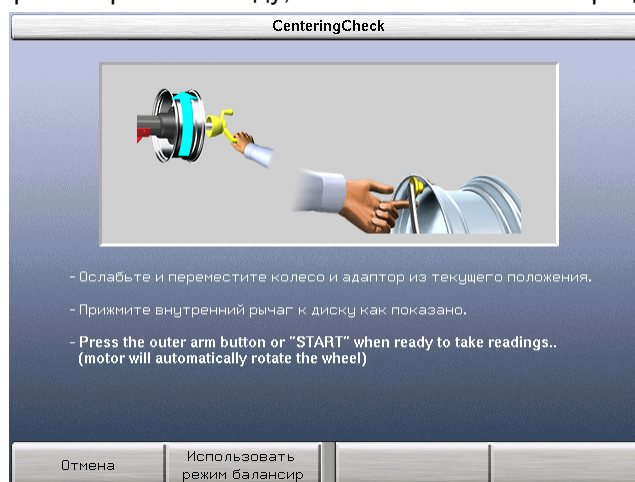 CenteringCheck
- Ослабьте и переместите колесо и адаптор из текущего положения.
- Прижмите внутренний рычаг к диску как показано.
- Press the outer arm button or "START" when ready to take readings..
(motor will automatically rotate the wheel)
Отмена
Использовать
режим балансир